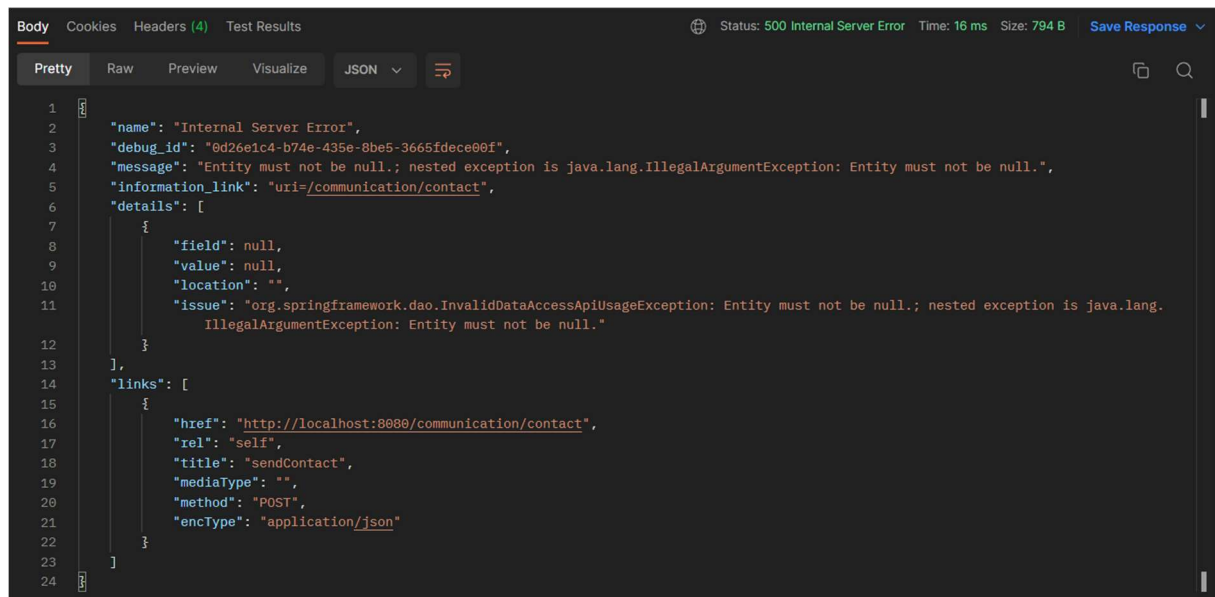 Body Cookies Headers (4) Test Results Status: 500 Internal Server Error Time: 16 ms Size: 794 B Save Response
Pretty Raw Preview Visualize JSON
1 {
2 "name": "Internal Server Error",
3 "debug_id": "0d26e1c4-b74e-435e-8be5-3665fdece00f",
4 "message": "Entity must not be null.; nested exception is java.lang.IllegalArgumentException: Entity must not be null.",
5 "information_link": "uri=/communication/contact",
6 "details": [
7 {
8 "field": null,
9 "value": null,
10 "location": "",
11 "issue": "org.springframework.dao.InvalidDataAccessApiUsageException: Entity must not be null.; nested exception is java.lang.
IllegalArgumentException: Entity must not be null."
12 }
13 ],
14 "links": [
15 {
16 "href": "http://localhost:8080/communication/contact",
17 "rel": "self",
18 "title": "sendContact",
19 "mediaType": "",
20 "method": "POST",
21 "encType": "application/json"
22 }
23 ]
24 }